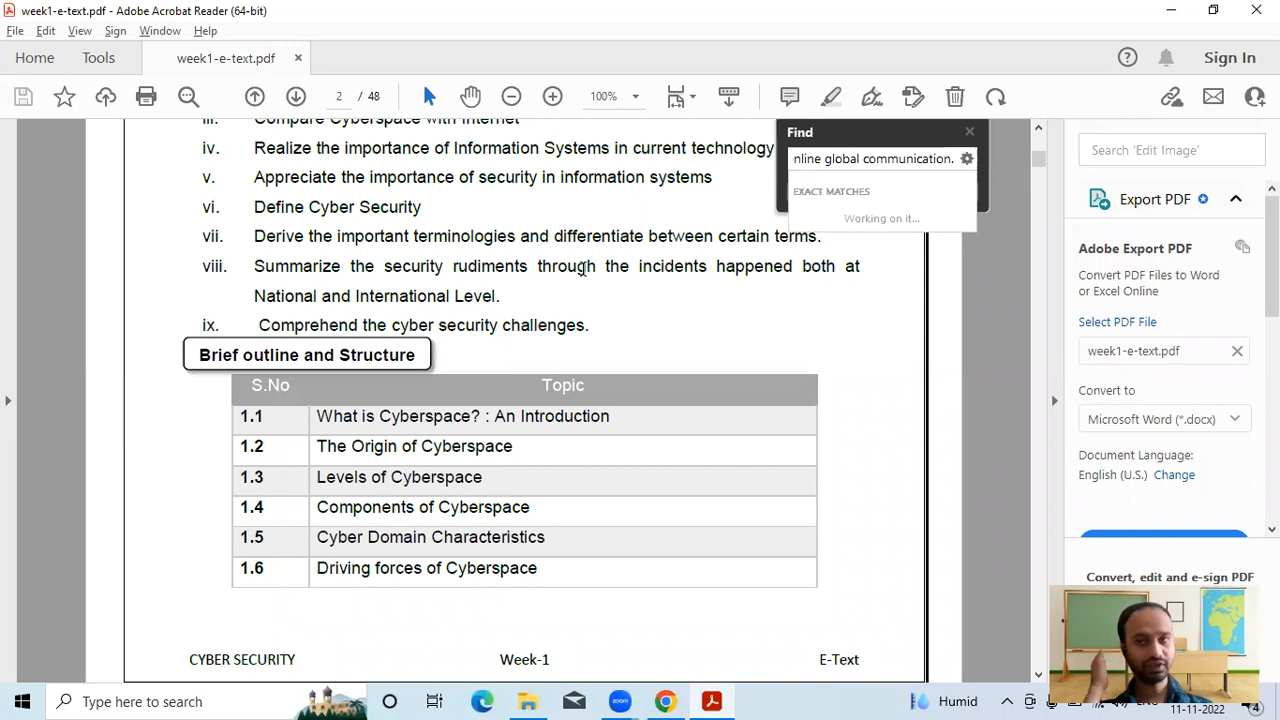 week1-e-text.pdf - Adobe Acrobat Reader (64-bit)
File Edit View Sign Window Help
Home Tools week1-e-text.pdf × Sign In
2 / 48 100%
iii. Compare Cyberspace with Internet
iv. Realize the importance of Information Systems in current technology
v. Appreciate the importance of security in information systems
vi. Define Cyber Security
vii. Derive the important terminologies and differentiate between certain terms.
viii. Summarize the security rudiments through the incidents happened both at
National and International Level.
ix. Comprehend the cyber security challenges.
Brief outline and Structure
S.No Topic
1.1 What is Cyberspace? : An Introduction
1.2 The Origin of Cyberspace
1.3 Levels of Cyberspace
1.4 Components of Cyberspace
1.5 Cyber Domain Characteristics
1.6 Driving forces of Cyberspace
CYBER SECURITY Week-1 E-Text
Find
nline global communication.
EXACT MATCHES
Working on it...
Search 'Edit Image'
Export PDF
Adobe Export PDF
Convert PDF Files to Word
or Excel Online
Select PDF File
week1-e-text.pdf
Convert to
Microsoft Word (*.docx)
Document Language:
English (U.S.) Change
Convert, edit and e-sign PDF
Type here to search
Humid
11-11-2022